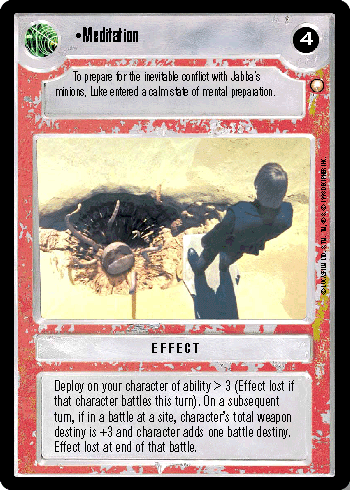 •Meditation
4
To prepare for the inevitable conflict with Jabba's
minions, Luke entered a calm state of mental preparation.
EFFECT
Deploy on your character of ability > 3 (Effect lost if
that character battles this turn). On a subsequent
turn, if in a battle at a site, character's total weapon
destiny is +3 and character adds one battle destiny.
Effect lost at end of that battle.